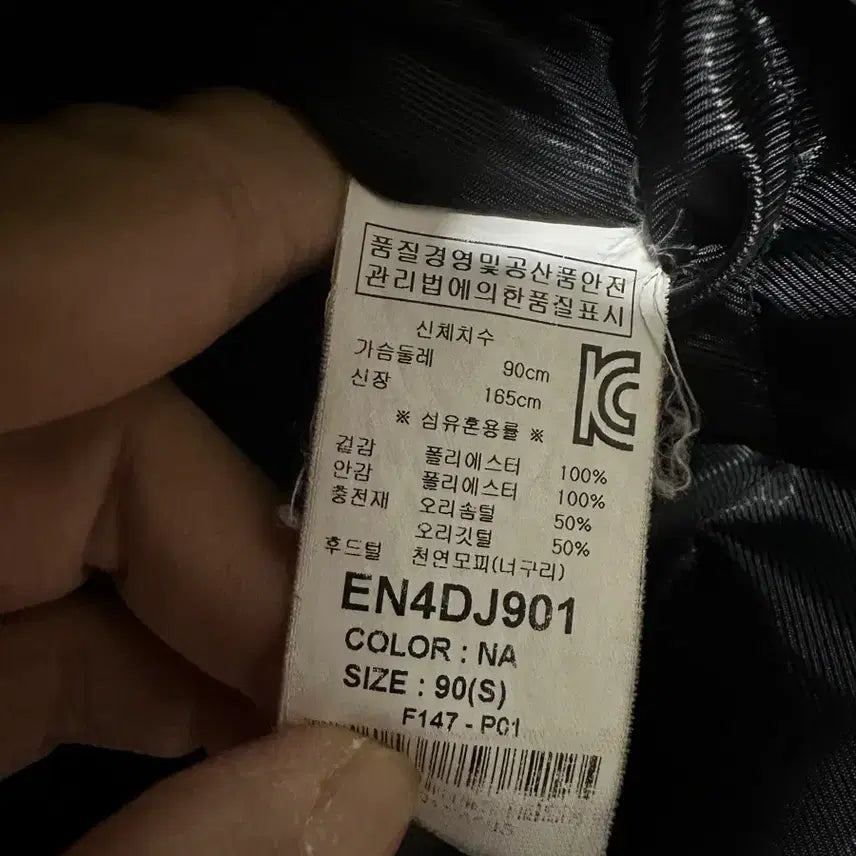 품질경영및공산품안전
관리법에의한품질표시
신체치수
가슴둘레 90cm
신장 165cm
※ 섬유혼용률 ※
겉감 폴리에스터 100%
안감 폴리에스터 100%
충전재 오리솜털 50%
오리깃털 50%
후드털 천연모피(너구리)
EN4DJ901
COLOR : NA
SIZE : 90(S)
F147 - P01